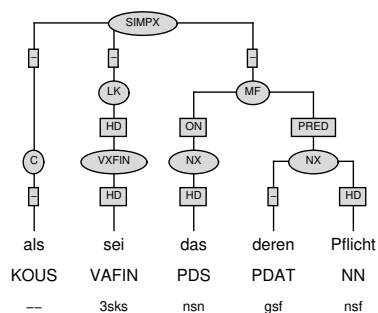 SIMPX
– – –
LK MF
HD ON PRED
C VXFIN NX NX
– HD HD – HD
als sei das deren Pflicht
KOUS VAFIN PDS PDAT NN
-- 3sks nsn gsf nsf